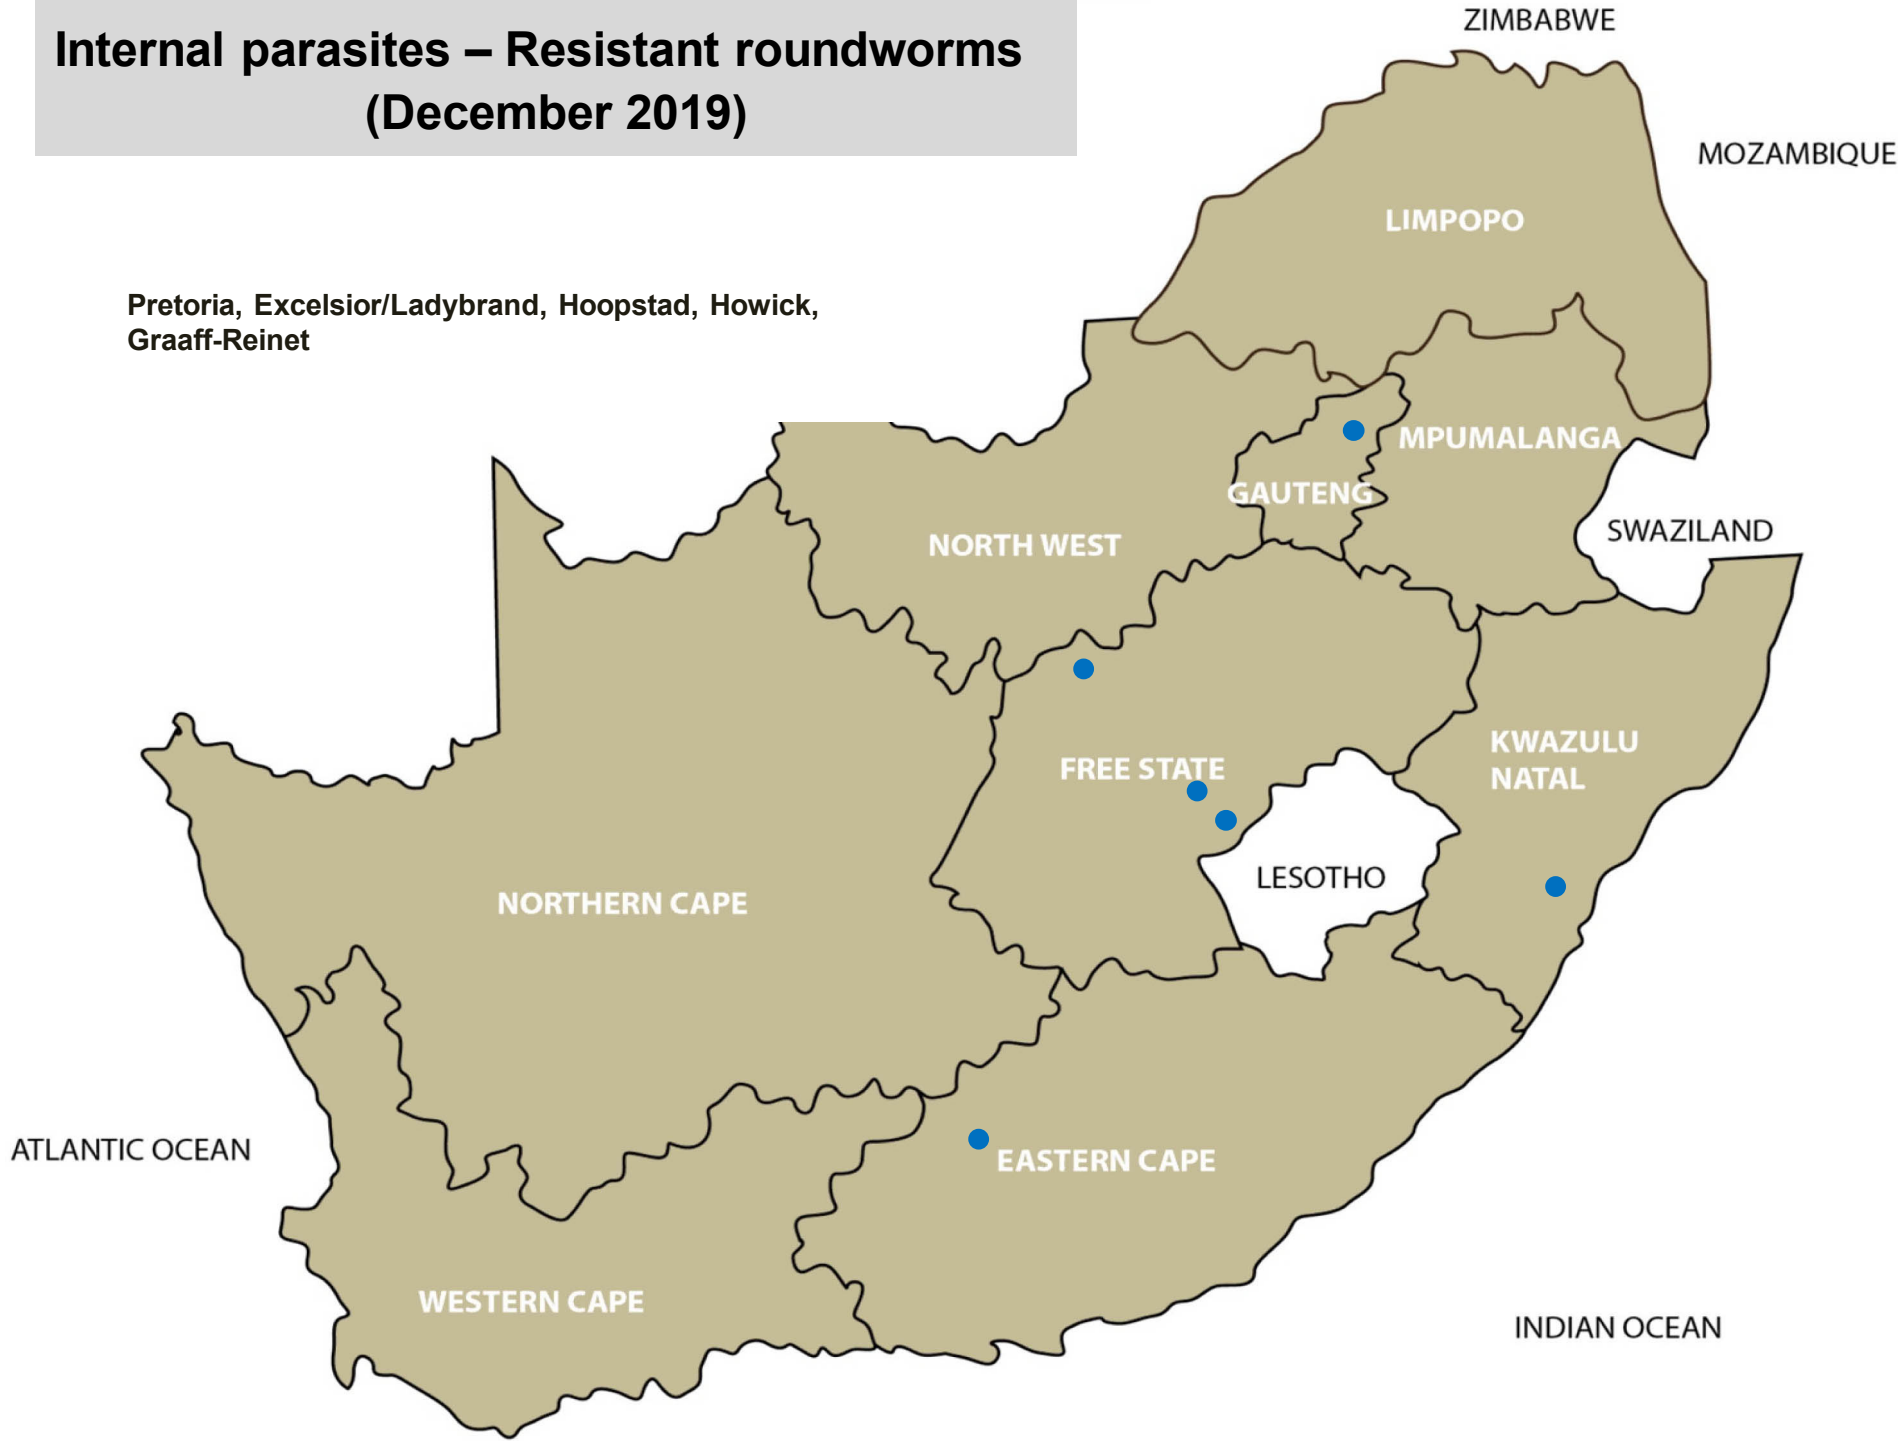 Internal parasites – Resistant roundworms
(December 2019)
ZIMBABWE
MOZAMBIQUE
LIMPOPO
Pretoria, Excelsior/Ladybrand, Hoopstad, Howick,
Graaff-Reinet
MPUMALANGA
GAUTENG
SWAZILAND
NORTH WEST
KWAZULU
NATAL
FREE STATE
LESOTHO
NORTHERN CAPE
ATLANTIC OCEAN
EASTERN CAPE
WESTERN CAPE
INDIAN OCEAN